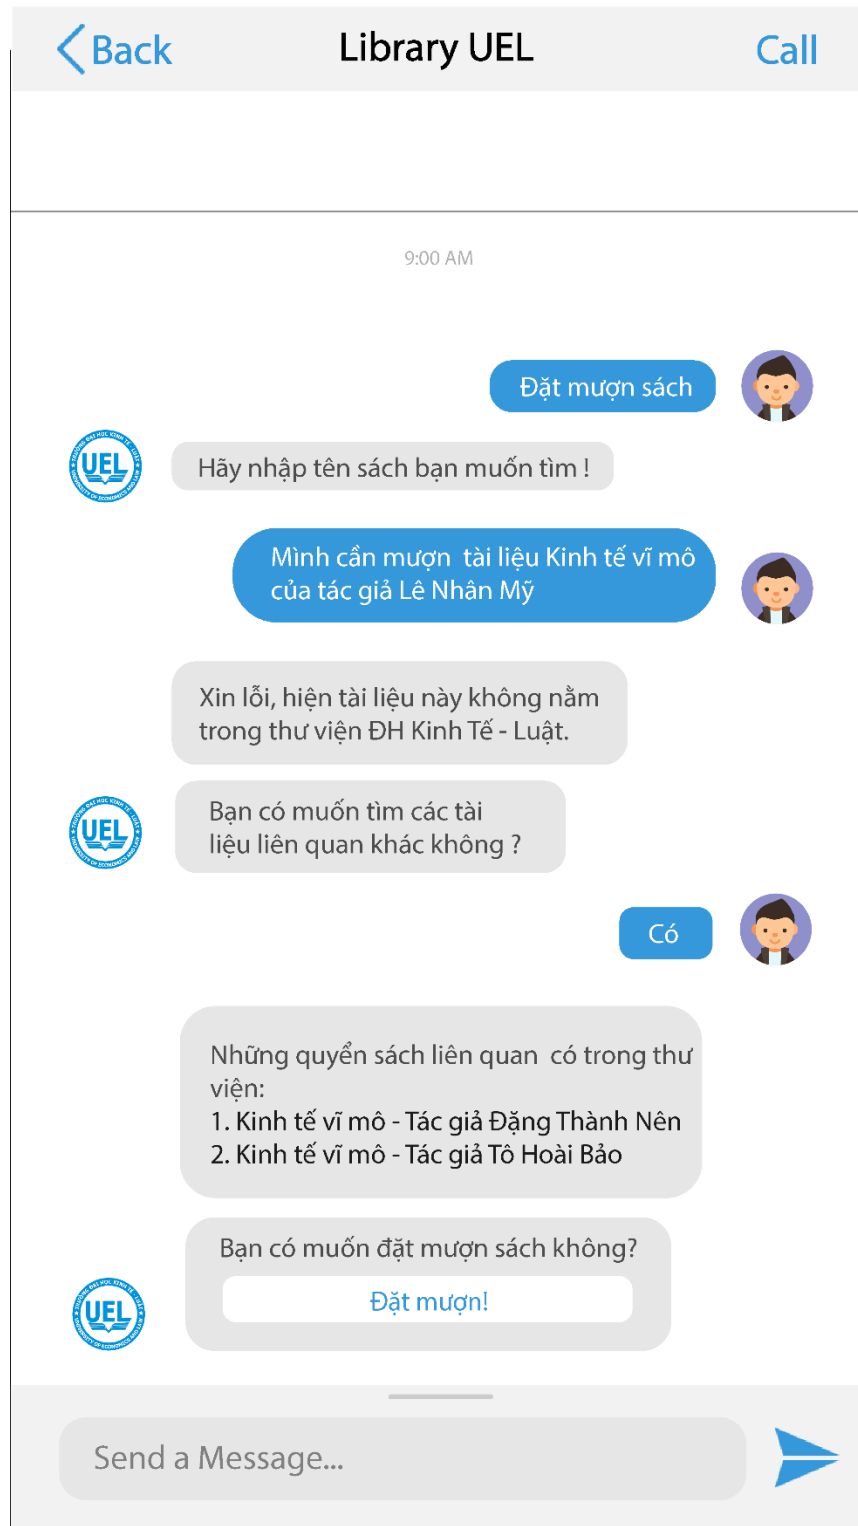 Back
Library UEL
Call
9:00 AM
Đặt mượn sách
UEL
Hãy nhập tên sách bạn muốn tìm !
Mình cần mượn tài liệu Kinh tế vĩ mô
của tác giả Lê Nhân Mỹ
Xin lỗi, hiện tài liệu này không nằm
trong thư viện ĐH Kinh Tế - Luật.
UEL
Bạn có muốn tìm các tài
liệu liên quan khác không ?
Có
Những quyển sách liên quan có trong thư
viện:
1. Kinh tế vĩ mô - Tác giả Đặng Thành Nên
2. Kinh tế vĩ mô - Tác giả Tô Hoài Bảo
Bạn có muốn đặt mượn sách không?
UEL
Đặt mượn!
Send a Message...